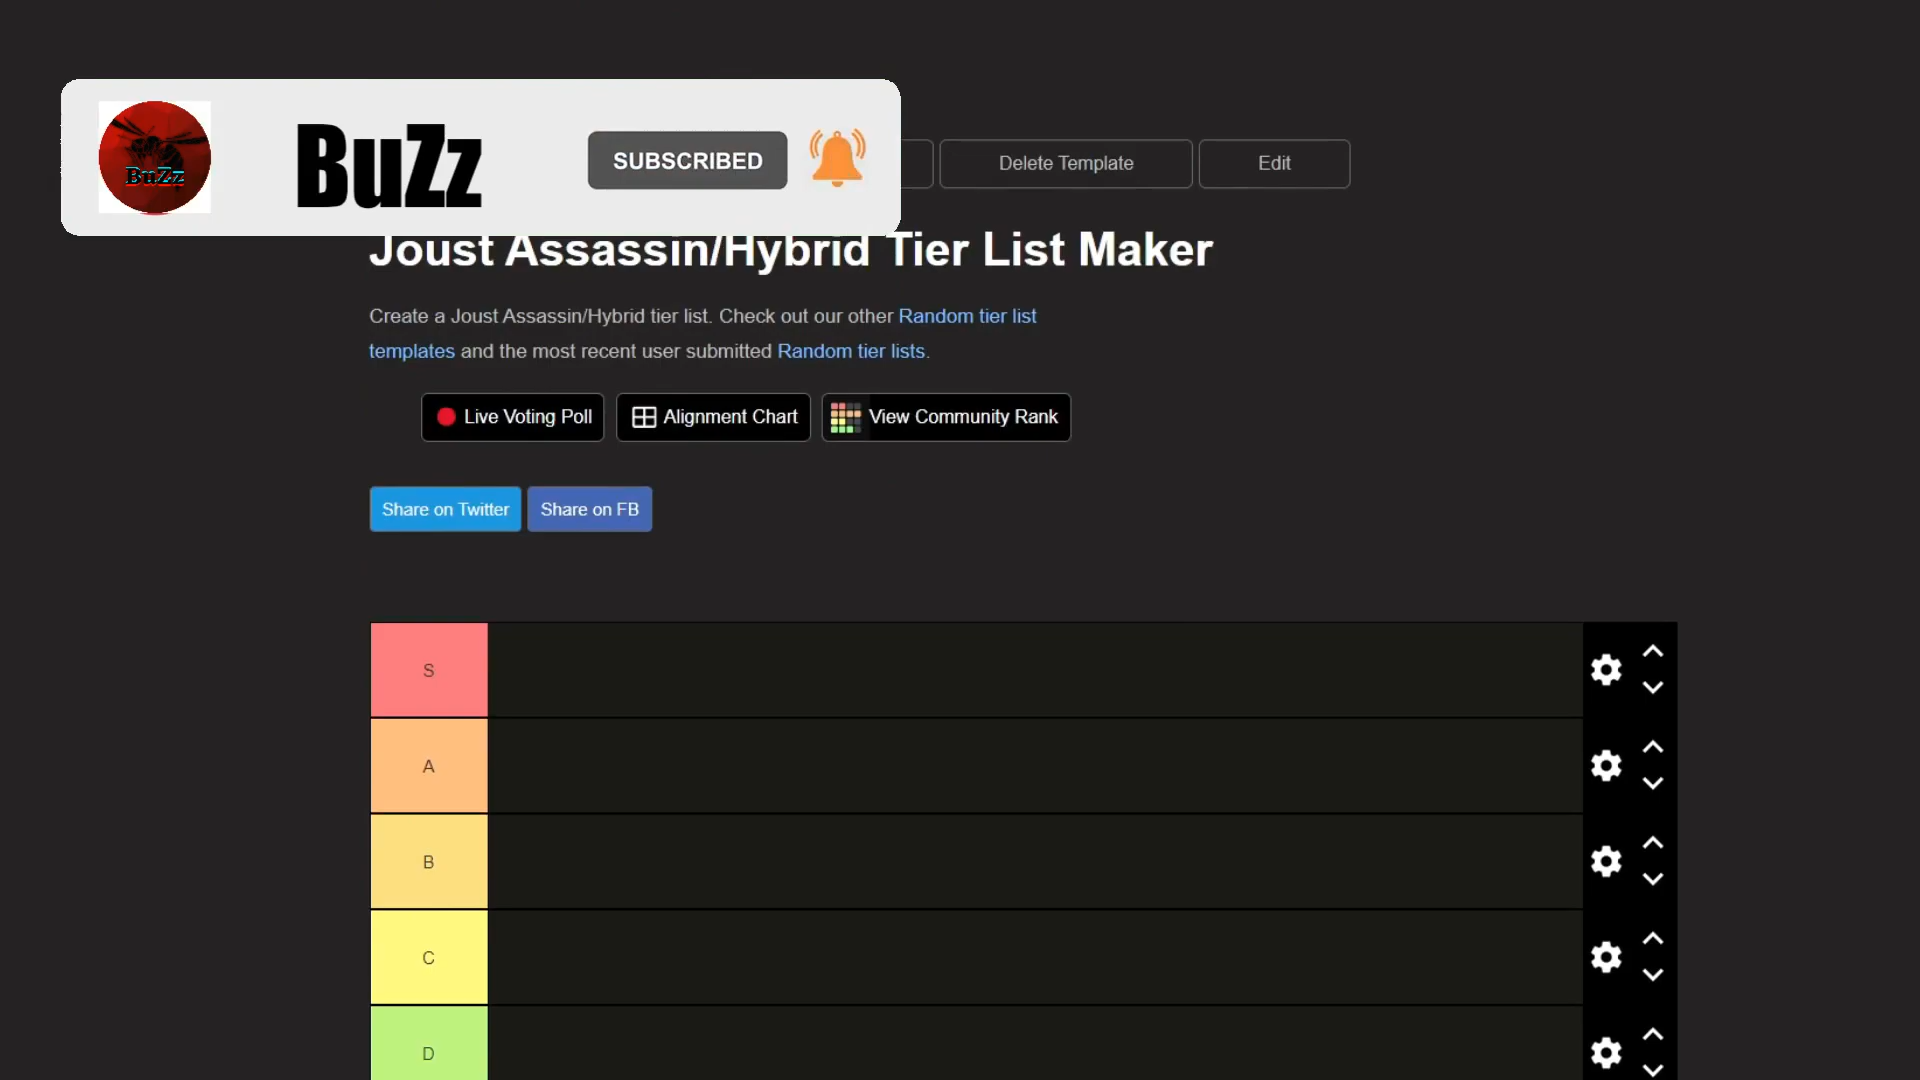 BuZz
BuZz
SUBSCRIBED
Delete Template
Edit
Joust Assassin/Hybrid Tier List Maker
Create a Joust Assassin/Hybrid tier list. Check out our other Random tier list
templates and the most recent user submitted Random tier lists.
Live Voting Poll
Alignment Chart
View Community Rank
Share on Twitter
Share on FB
S
A
B
C
D